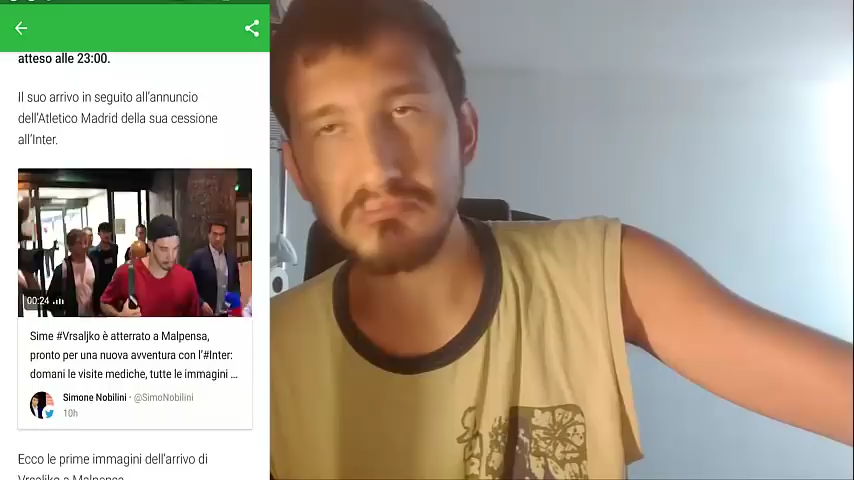 atteso alle 23:00.
Il suo arrivo in seguito all'annuncio
dell'Atletico Madrid della sua cessione
all'Inter.
00:24
Sime #Vrsaljko è atterrato a Malpensa,
pronto per una nuova avventura con l'#Inter:
domani le visite mediche, tutte le immagini ...
Simone Nobilini · @SimoNobilini
10h
Ecco le prime immagini dell'arrivo di
Vrsaljko a Malpensa